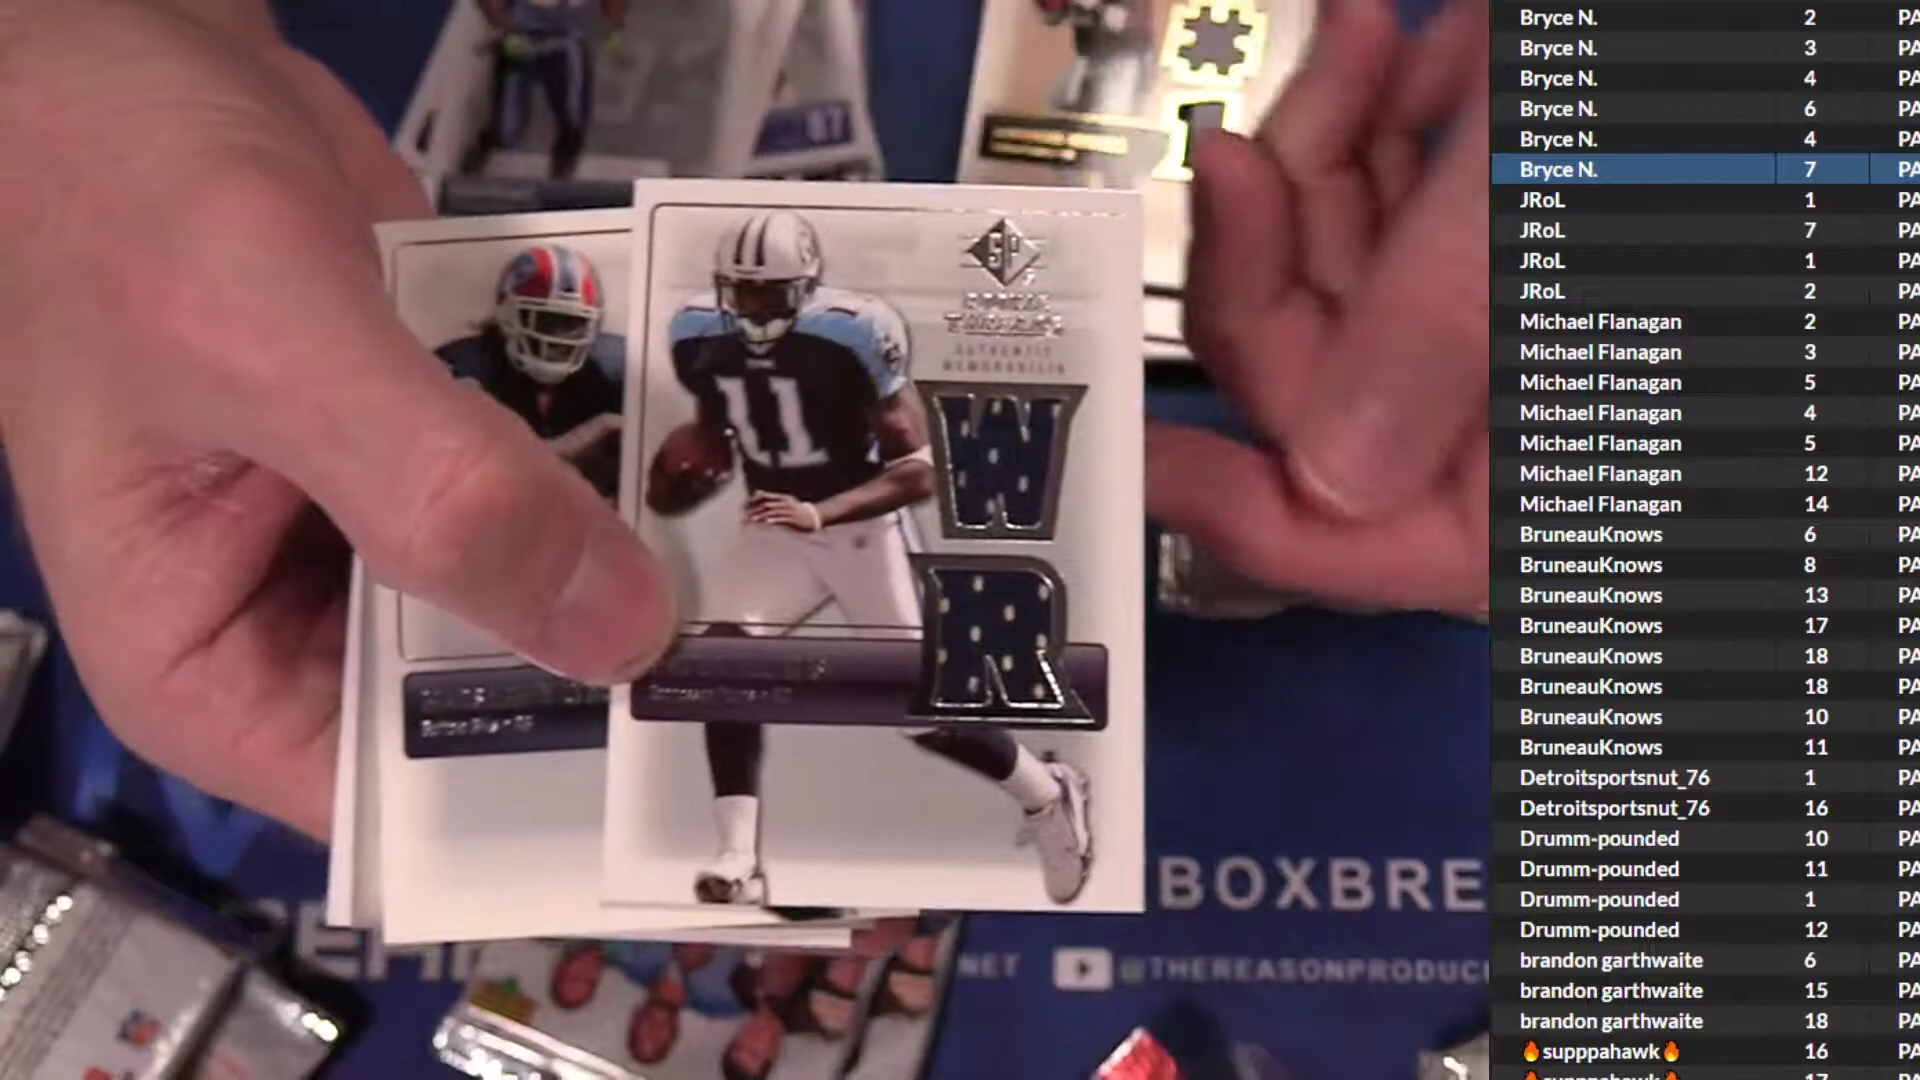 87
SP
AUTHENTIC
MEMORABILIA
11
W
R
BOXBRE
NET
@THEREASONPRODUC
Bryce N. 2 PA
Bryce N. 3 PA
Bryce N. 4 PA
Bryce N. 6 PA
Bryce N. 4 PA
Bryce N. 7 PA
JRoL 1 PA
JRoL 7 PA
JRoL 1 PA
JRoL 2 PA
Michael Flanagan 2 PA
Michael Flanagan 3 PA
Michael Flanagan 5 PA
Michael Flanagan 4 PA
Michael Flanagan 5 PA
Michael Flanagan 12 PA
Michael Flanagan 14 PA
BruneauKnows 6 PA
BruneauKnows 8 PA
BruneauKnows 13 PA
BruneauKnows 17 PA
BruneauKnows 18 PA
BruneauKnows 18 PA
BruneauKnows 10 PA
BruneauKnows 11 PA
Detroitsportsnut_76 1 PA
Detroitsportsnut_76 16 PA
Drumm-pounded 10 PA
Drumm-pounded 11 PA
Drumm-pounded 1 PA
Drumm-pounded 12 PA
brandon garthwaite 6 PA
brandon garthwaite 15 PA
brandon garthwaite 18 PA
🔥supppahawk🔥 16 PA